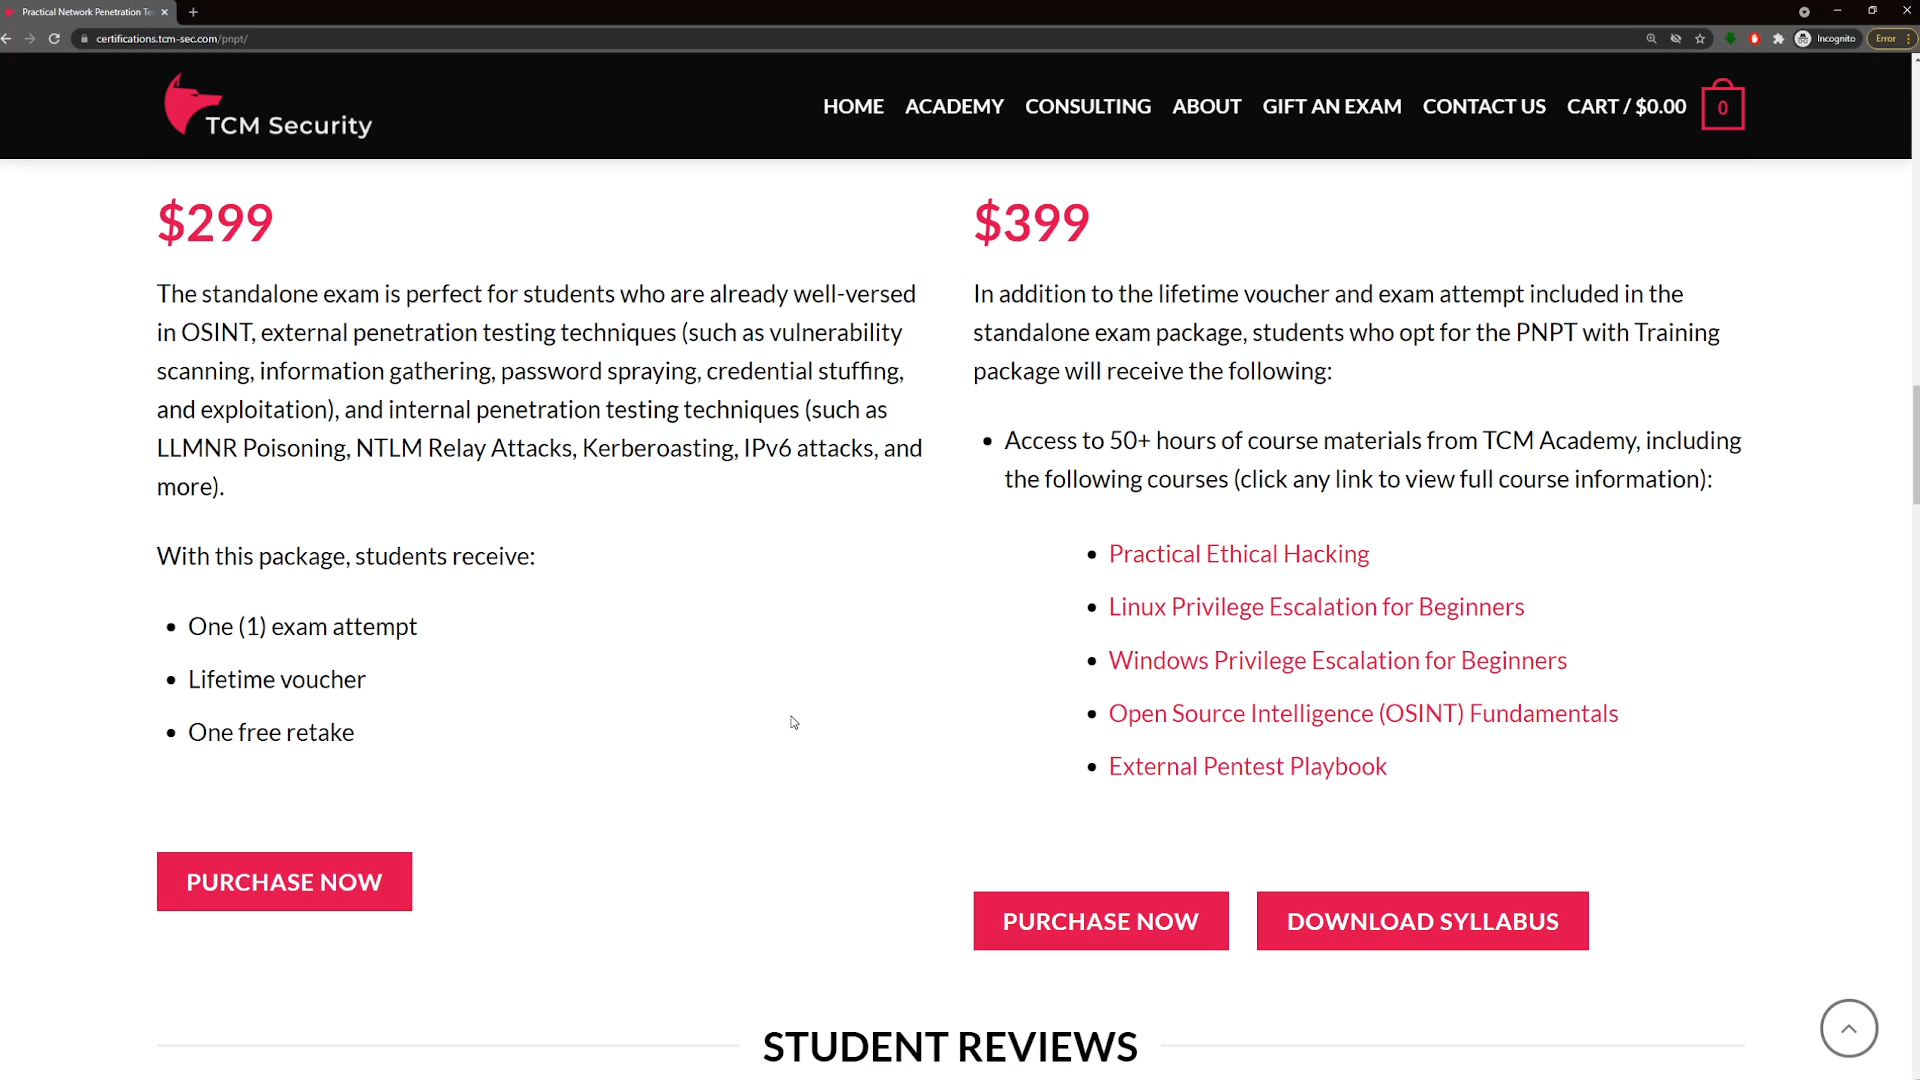 Practical Network Penetration Te
certifications.tcm-sec.com/pnpt/
Incognito
Error
TCM Security
HOME
ACADEMY
CONSULTING
ABOUT
GIFT AN EXAM
CONTACT US
CART / $0.00
0
$299
The standalone exam is perfect for students who are already well-versed
in OSINT, external penetration testing techniques (such as vulnerability
scanning, information gathering, password spraying, credential stuffing,
and exploitation), and internal penetration testing techniques (such as
LLMNR Poisoning, NTLM Relay Attacks, Kerberoasting, IPv6 attacks, and
more).
With this package, students receive:
• One (1) exam attempt
• Lifetime voucher
• One free retake
PURCHASE NOW
$399
In addition to the lifetime voucher and exam attempt included in the
standalone exam package, students who opt for the PNPT with Training
package will receive the following:
• Access to 50+ hours of course materials from TCM Academy, including
the following courses (click any link to view full course information):
• Practical Ethical Hacking
• Linux Privilege Escalation for Beginners
• Windows Privilege Escalation for Beginners
• Open Source Intelligence (OSINT) Fundamentals
• External Pentest Playbook
PURCHASE NOW
DOWNLOAD SYLLABUS
STUDENT REVIEWS